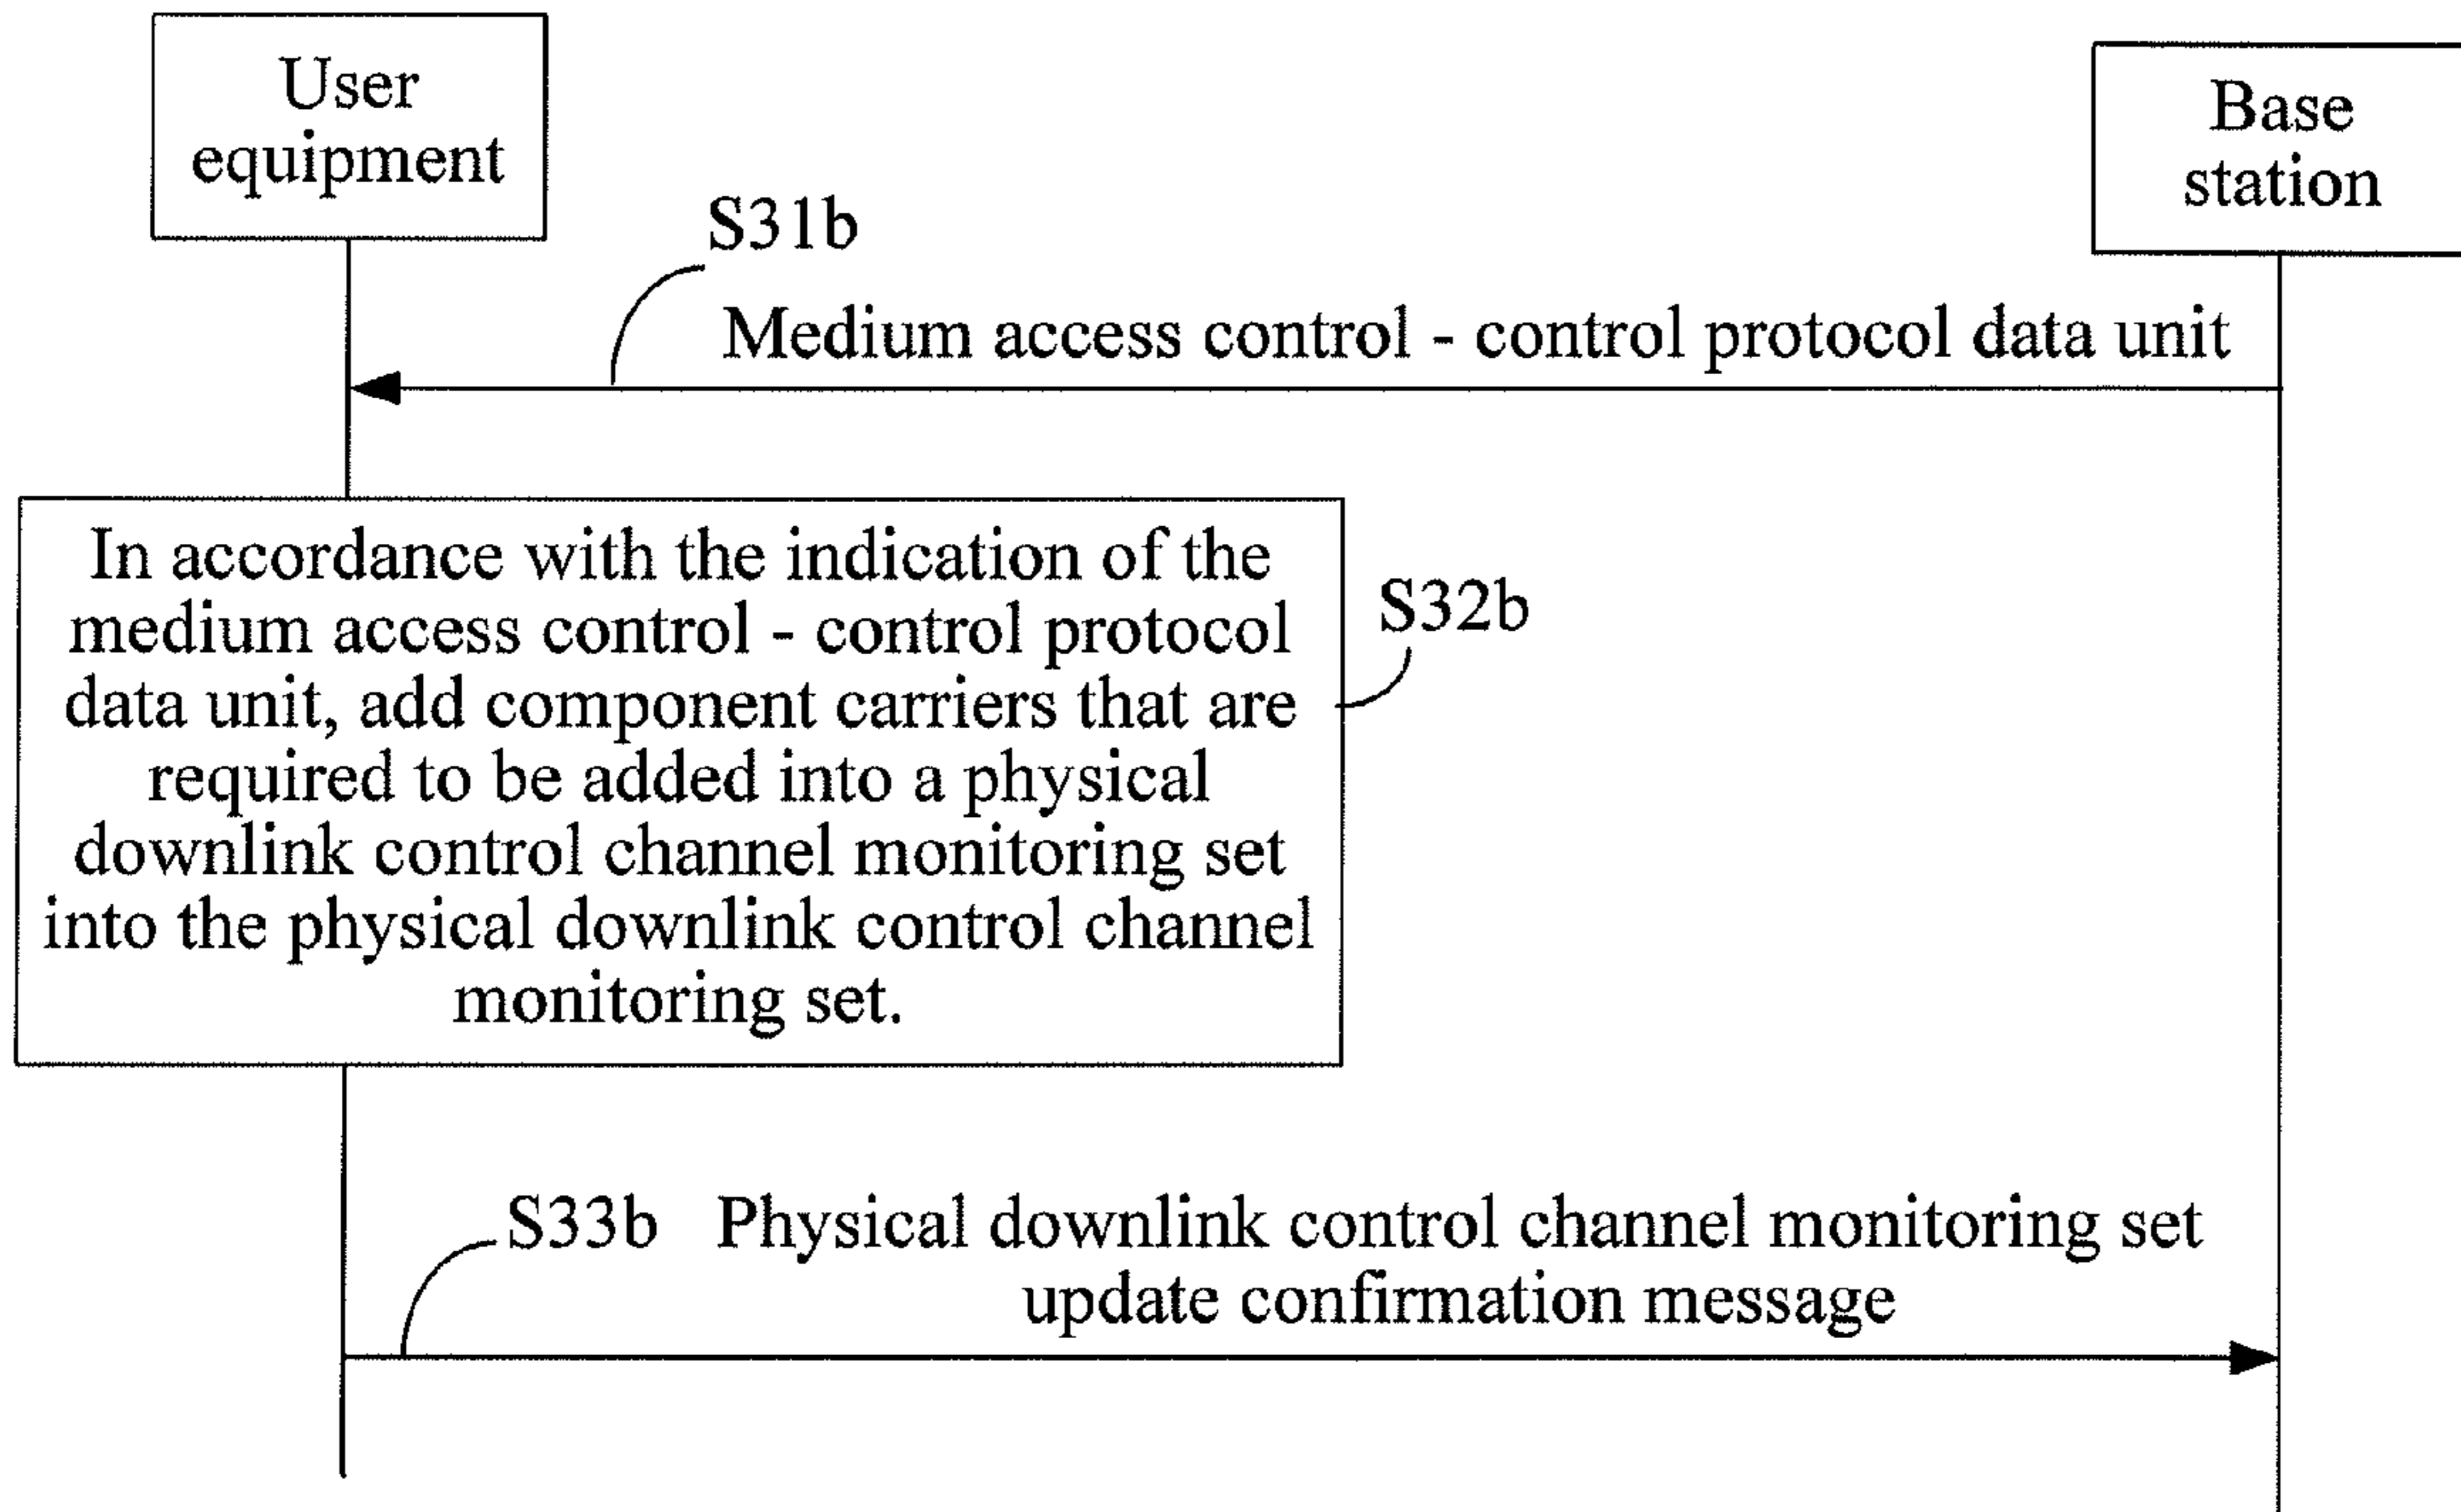 User
equipment
Base
station
S31b
Medium access control - control protocol data unit
In accordance with the indication of the
medium access control - control protocol
data unit, add component carriers that are
required to be added into a physical
downlink control channel monitoring set
into the physical downlink control channel
monitoring set.
S32b
S33b
Physical downlink control channel monitoring set
update confirmation message